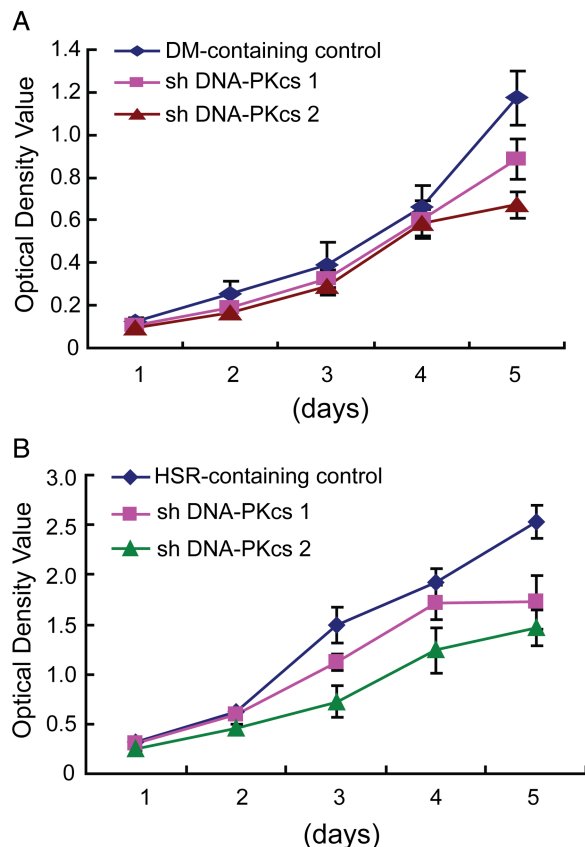 A
1.4
1.2
1.0
0.8
0.6
0.4
0.2
0
Optical Density Value
DM-containing control
sh DNA-PKcs 1
sh DNA-PKcs 2
1 2 3 4 5
(days)
B
3.0
2.5
2.0
1.5
1.0
0.5
0
Optical Density Value
HSR-containing control
sh DNA-PKcs 1
sh DNA-PKcs 2
1 2 3 4 5
(days)